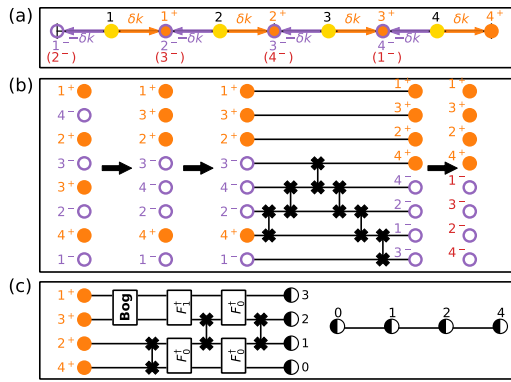 (a) 1 δk 1⁺ 2 δk 2⁺ 3 δk 3⁺ 4 δk 4⁺
1⁻ −δk 2⁻ −δk 3⁻ −δk 4⁻ −δk
(2⁻) (3⁻) (4⁻) (1⁻)
(b) 1⁺ 1⁺ 1⁺ 1⁺ 1⁺
4⁻ 3⁺ 3⁺ 3⁺ 3⁺
2⁺ 2⁺ 2⁺ 2⁺ 2⁺
3⁻ 3⁻ 3⁻ 4⁺ 4⁺
3⁺ 4⁻ 4⁻ 4⁻ 1⁻
2⁻ 2⁻ 2⁻ 2⁻ 3⁻
4⁺ 4⁺ 4⁺ 1⁻ 2⁻
1⁻ 1⁻ 1⁻ 3⁻ 4⁻
(c) 1⁺ Bog F₁† F₀† 3
3⁺ 2
2⁺ F₀† F₀† 1
4⁺ 0
0 1 2 4